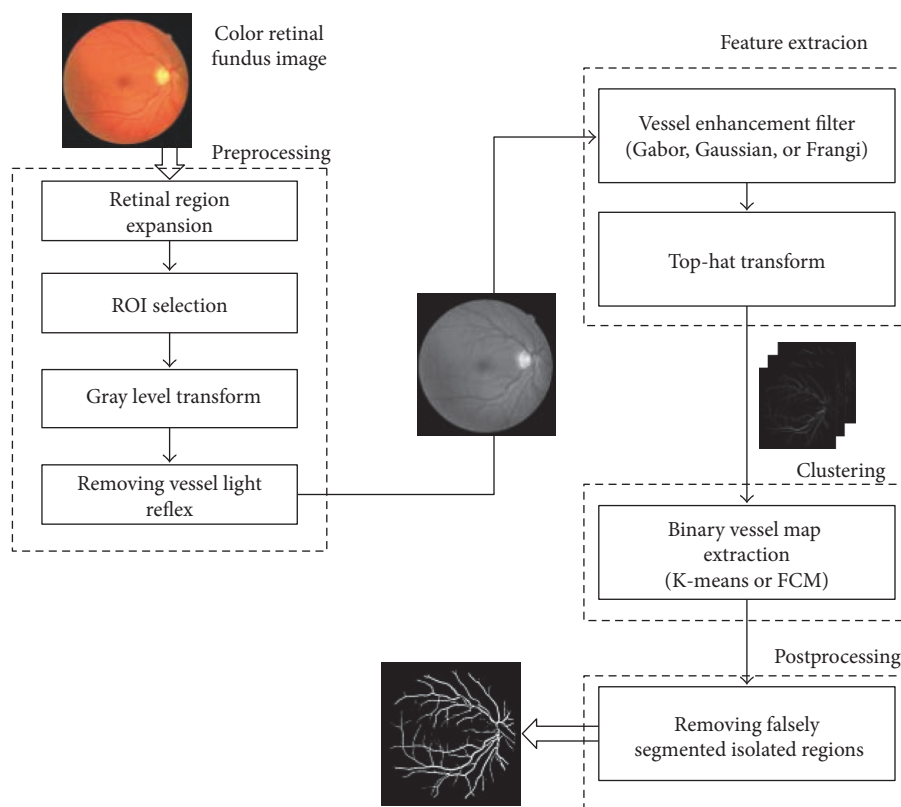 Color retinal
fundus image
Preprocessing
Retinal region
expansion
ROI selection
Gray level transform
Removing vessel light
reflex
Feature extracion
Vessel enhancement filter
(Gabor, Gaussian, or Frangi)
Top-hat transform
Clustering
Binary vessel map
extraction
(K-means or FCM)
Postprocessing
Removing falsely
segmented isolated regions